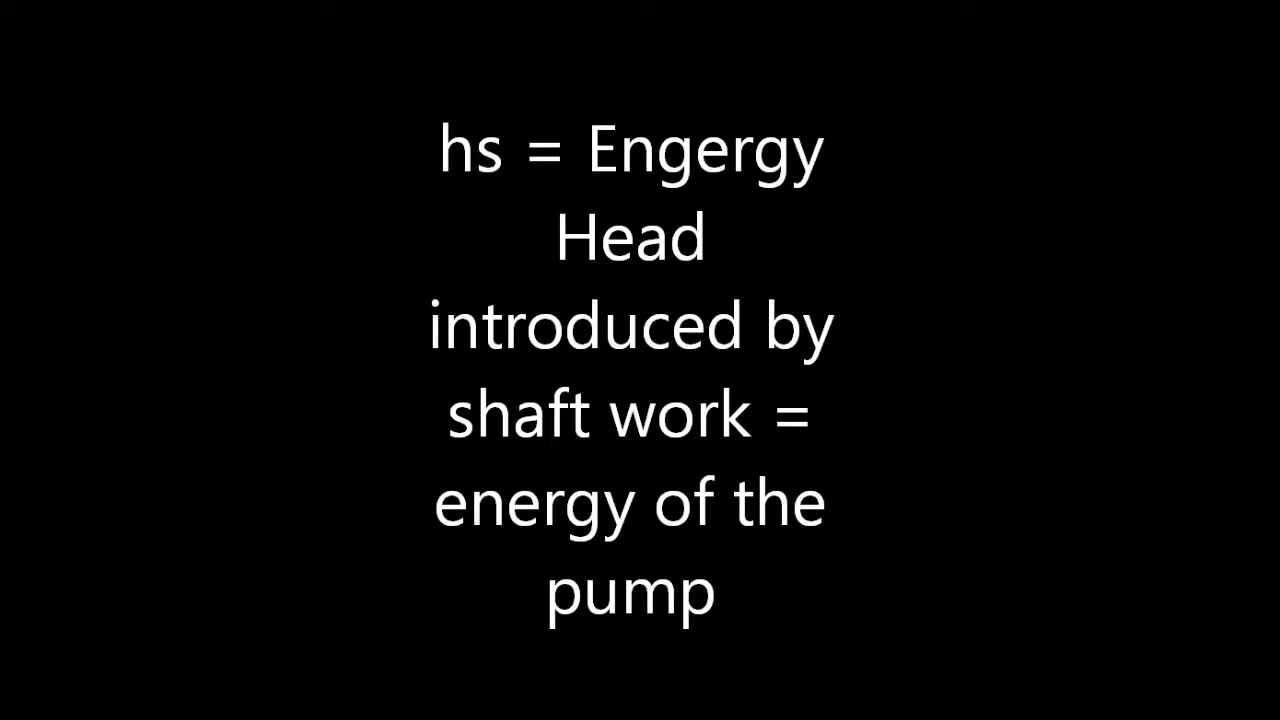 hs = Engergy
Head
introduced by
shaft work =
energy of the
pump